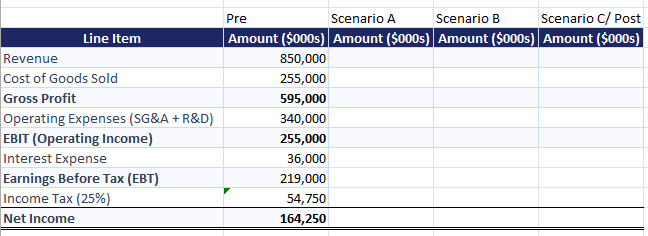 Pre Scenario A Scenario B Scenario C/ Post
Line Item Amount ($000s) Amount ($000s) Amount ($000s) Amount ($000s)
Revenue 850,000
Cost of Goods Sold 255,000
Gross Profit 595,000
Operating Expenses (SG&A + R&D) 340,000
EBIT (Operating Income) 255,000
Interest Expense 36,000
Earnings Before Tax (EBT) 219,000
Income Tax (25%) 54,750
Net Income 164,250